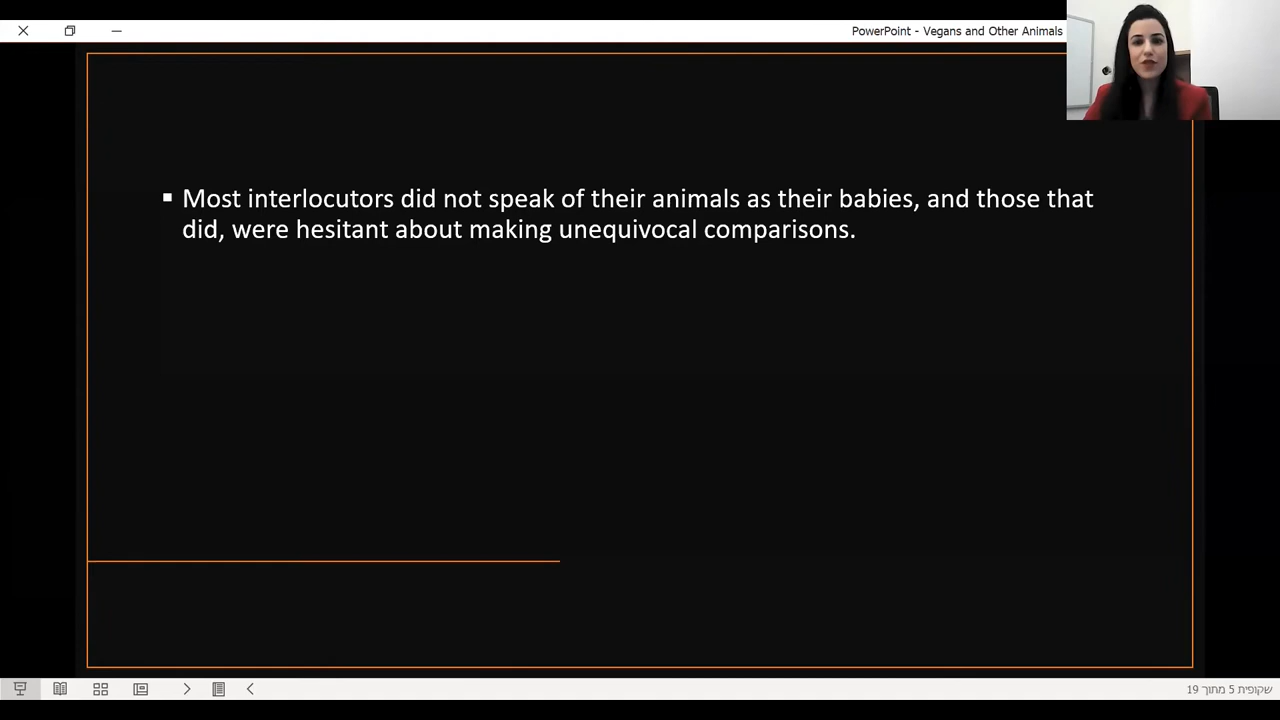 PowerPoint - Vegans and Other Animals
▪ Most interlocutors did not speak of their animals as their babies, and those that
did, were hesitant about making unequivocal comparisons.
שקופית 5 מתוך 19